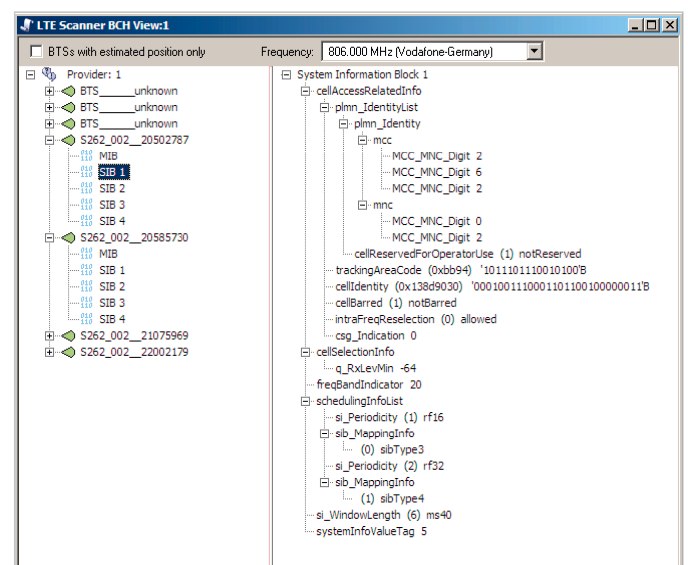 LTE Scanner BCH View:1
BTSs with estimated position only
Frequency: 806.000 MHz (Vodafone-Germany)
Provider: 1
BTS______unknown
BTS______unknown
BTS______unknown
S262_002__20502787
MIB
SIB 1
SIB 2
SIB 3
SIB 4
S262_002__20585730
MIB
SIB 1
SIB 2
SIB 3
SIB 4
S262_002__21075969
S262_002__22002179
System Information Block 1
cellAccessRelatedInfo
plmn_IdentityList
plmn_Identity
mcc
MCC_MNC_Digit 2
MCC_MNC_Digit 6
MCC_MNC_Digit 2
mnc
MCC_MNC_Digit 0
MCC_MNC_Digit 2
cellReservedForOperatorUse (1) notReserved
trackingAreaCode (0xbb94) '1011101110010100'B
cellIdentity (0x138d9030) '0001001110001101100100000011'B
cellBarred (1) notBarred
intraFreqReselection (0) allowed
csg_Indication 0
cellSelectionInfo
q_RxLevMin -64
freqBandIndicator 20
schedulingInfoList
si_Periodicity (1) rf16
sib_MappingInfo
(0) sibType3
si_Periodicity (2) rf32
sib_MappingInfo
(1) sibType4
si_WindowLength (6) ms40
systemInfoValueTag 5